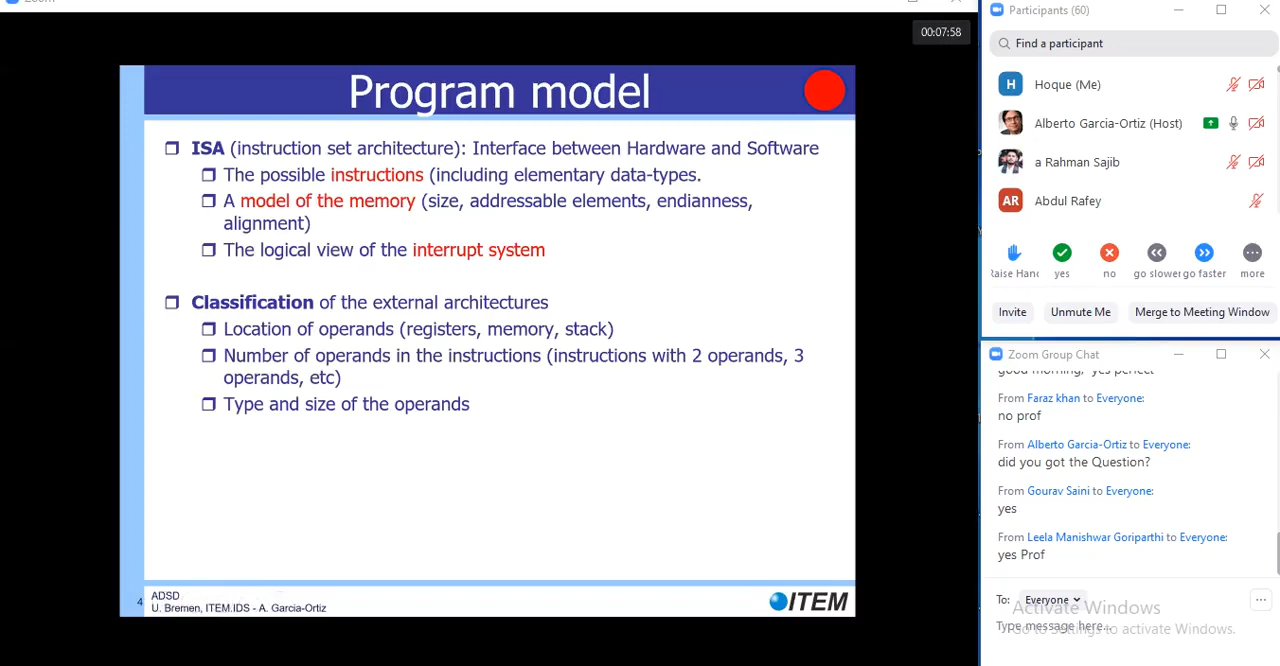 Zoom
00:07:58
Program model
ISA (instruction set architecture): Interface between Hardware and Software
The possible instructions (including elementary data-types.
A model of the memory (size, addressable elements, endianness,
alignment)
The logical view of the interrupt system
Classification of the external architectures
Location of operands (registers, memory, stack)
Number of operands in the instructions (instructions with 2 operands, 3
operands, etc)
Type and size of the operands
4
ADSD
U. Bremen, ITEM.IDS - A. Garcia-Ortiz
ITEM
Participants (60)
Find a participant
H
Hoque (Me)
Alberto Garcia-Ortiz (Host)
a Rahman Sajib
AR
Abdul Rafey
Raise Hand
yes
no
go slower
go faster
more
Invite
Unmute Me
Merge to Meeting Window
Zoom Group Chat
good morning, yes perfect
From Faraz khan to Everyone:
no prof
From Alberto Garcia-Ortiz to Everyone:
did you got the Question?
From Gourav Saini to Everyone:
yes
From Leela Manishwar Goriparthi to Everyone:
yes Prof
To: Everyone
Activate Windows
Type message here...
Go to Settings to activate Windows.